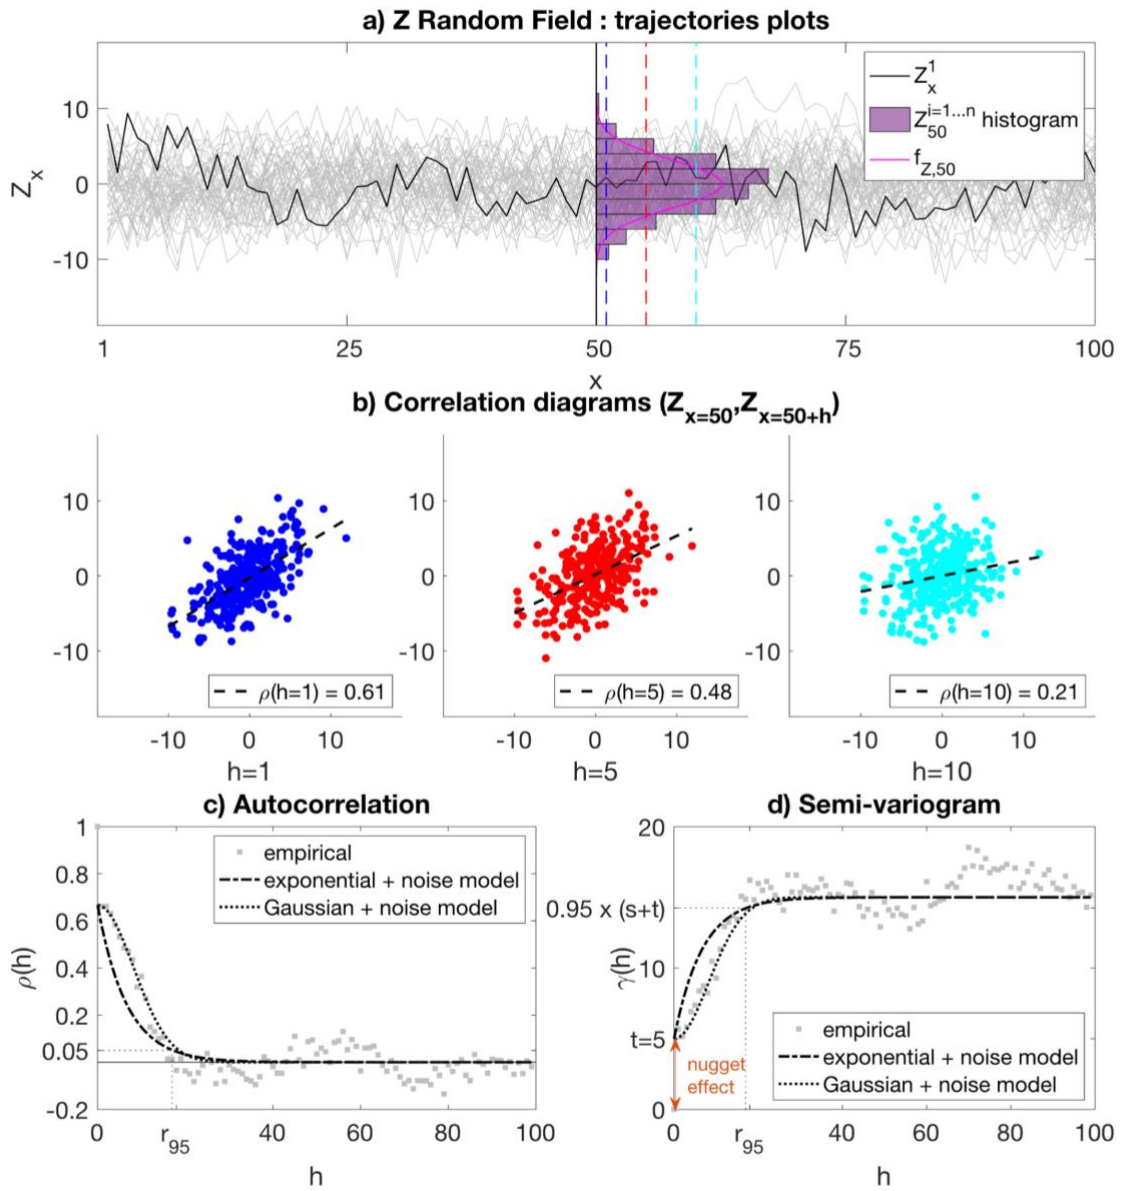 a) Z Random Field : trajectories plots
Z_x
10
0
-10
Z_x^1
Z_50^{i=1...n} histogram
f_{Z,50}
1 25 50 75 100
x
b) Correlation diagrams (Z_{x=50},Z_{x=50+h})
10 10 10
0 0 0
-10 -10 -10
ρ(h=1) = 0.61
ρ(h=5) = 0.48
ρ(h=10) = 0.21
-10 0 10 -10 0 10 -10 0 10
h=1 h=5 h=10
c) Autocorrelation
ρ(h)
1
0.8
0.6
0.4
0.2
0.05
-0.2
empirical
exponential + noise model
Gaussian + noise model
0 r_95 40 60 80 100
h
d) Semi-variogram
γ(h)
20
0.95 x (s+t)
10
t=5
0
nugget
effect
empirical
exponential + noise model
Gaussian + noise model
0 r_95 40 60 80 100
h